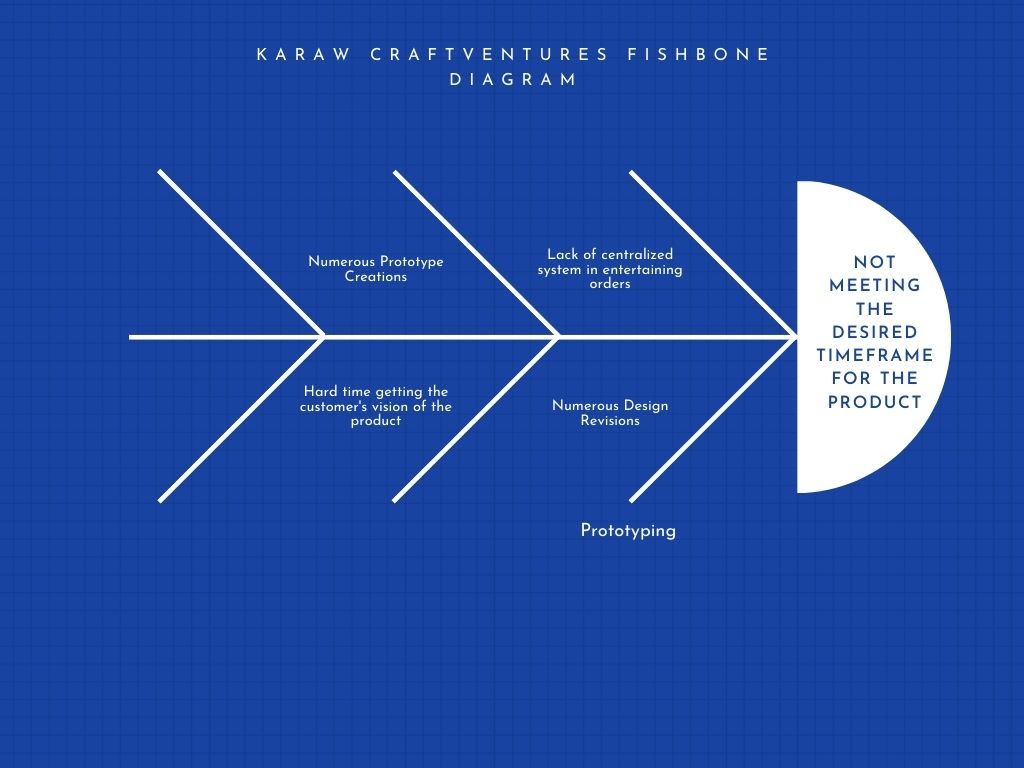 KARAW CRAFTVENTURES FISHBONE
DIAGRAM
Numerous Prototype
Creations
Lack of centralized
system in entertaining
orders
NOT
MEETING
THE
DESIRED
TIMEFRAME
FOR THE
PRODUCT
Hard time getting the
customer's vision of the
product
Numerous Design
Revisions
Prototyping